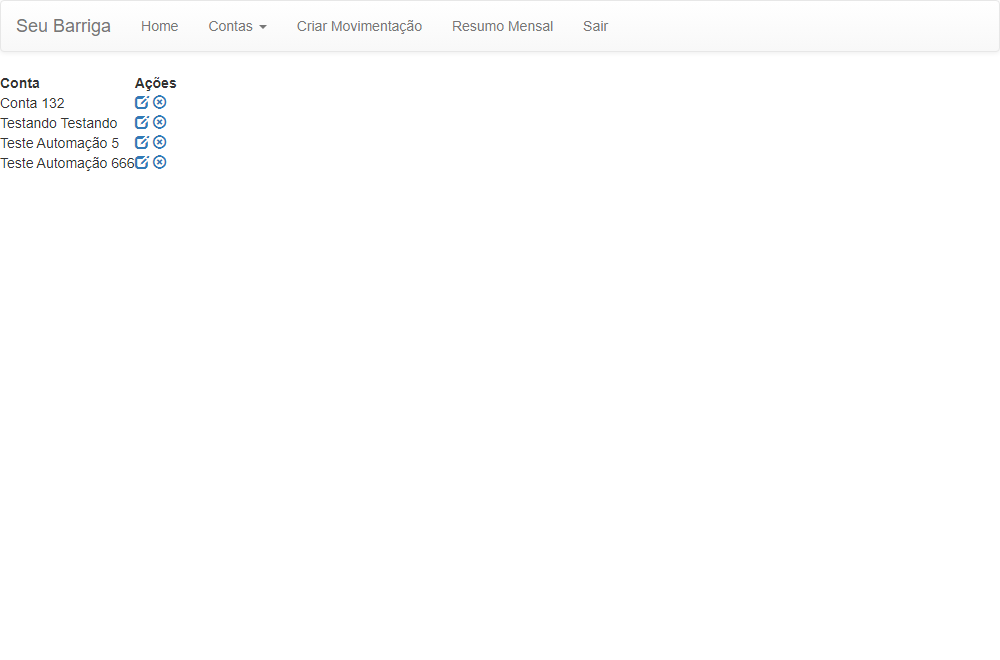 Seu Barriga Home Contas Criar Movimentação Resumo Mensal Sair
Conta Ações
Conta 132
Testando Testando
Teste Automação 5
Teste Automação 666